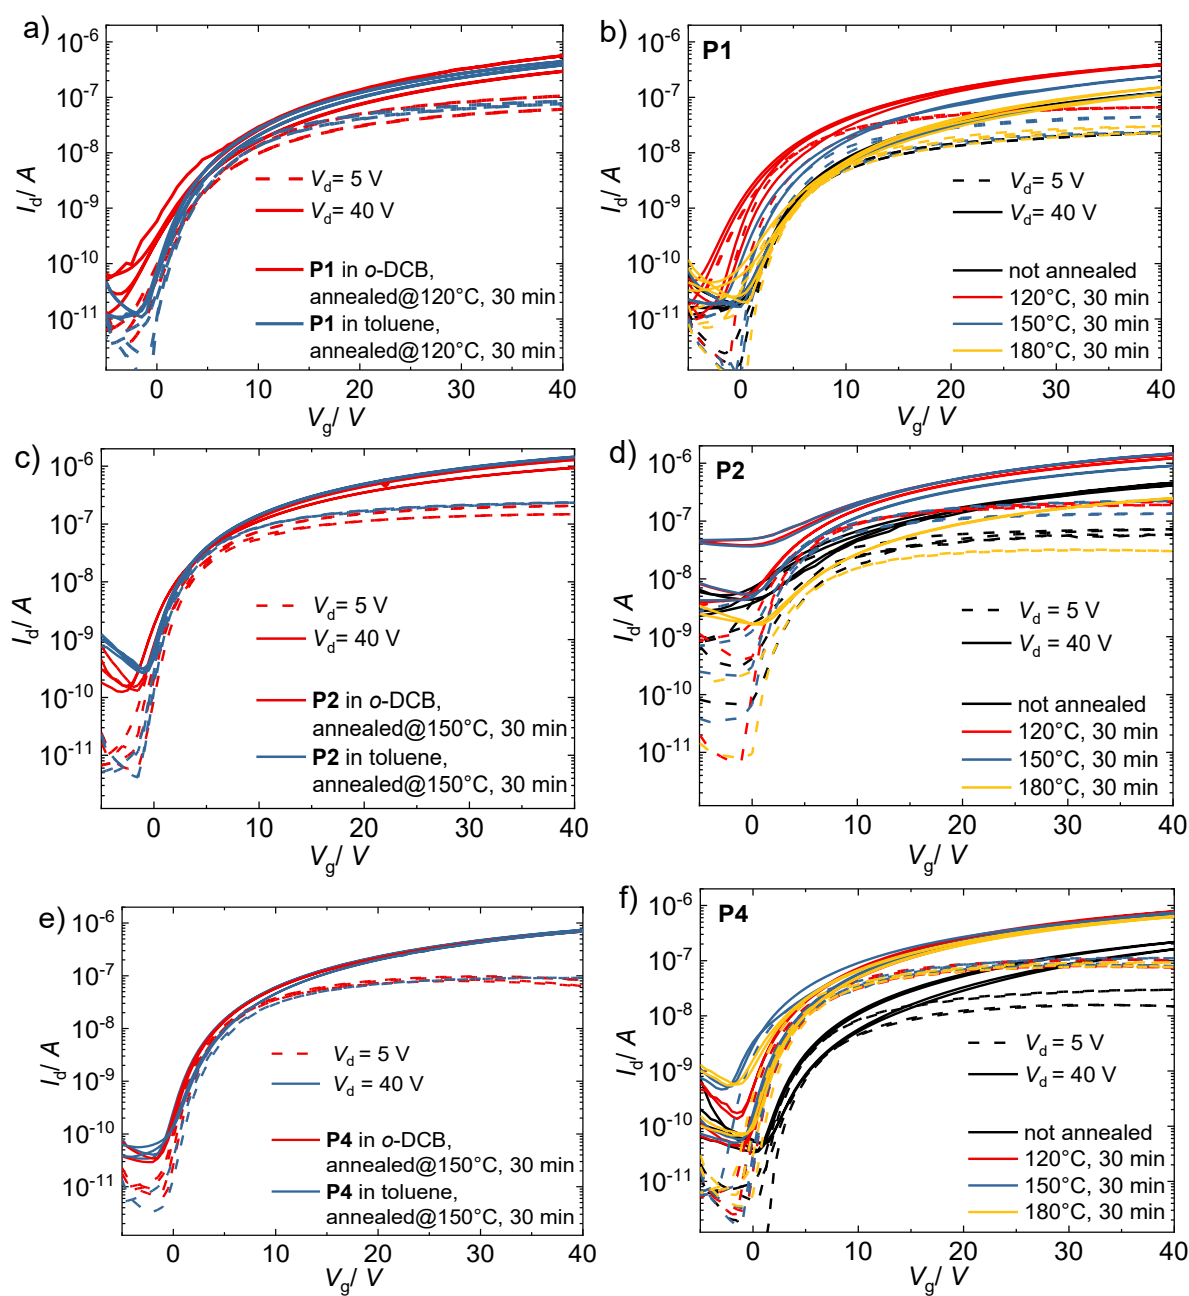 a)
10⁻⁶
10⁻⁷
10⁻⁸
10⁻⁹
10⁻¹⁰
10⁻¹¹
I_d/ A
V_d= 5 V
V_d= 40 V
P1 in o-DCB,
annealed@120°C, 30 min
P1 in toluene,
annealed@120°C, 30 min
0 10 20 30 40
V_g/ V
b)
P1
10⁻⁶
10⁻⁷
10⁻⁸
10⁻⁹
10⁻¹⁰
10⁻¹¹
I_d/ A
V_d= 5 V
V_d= 40 V
not annealed
120°C, 30 min
150°C, 30 min
180°C, 30 min
0 10 20 30 40
V_g/ V
c)
10⁻⁶
10⁻⁷
10⁻⁸
10⁻⁹
10⁻¹⁰
10⁻¹¹
I_d/ A
V_d= 5 V
V_d= 40 V
P2 in o-DCB,
annealed@150°C, 30 min
P2 in toluene,
annealed@150°C, 30 min
0 10 20 30 40
V_g/ V
d)
P2
10⁻⁶
10⁻⁷
10⁻⁸
10⁻⁹
10⁻¹⁰
10⁻¹¹
I_d/ A
V_d= 5 V
V_d= 40 V
not annealed
120°C, 30 min
150°C, 30 min
180°C, 30 min
0 10 20 30 40
V_g/ V
e)
10⁻⁶
10⁻⁷
10⁻⁸
10⁻⁹
10⁻¹⁰
10⁻¹¹
I_d/ A
V_d = 5 V
V_d = 40 V
P4 in o-DCB,
annealed@150°C, 30 min
P4 in toluene,
annealed@150°C, 30 min
0 10 20 30 40
V_g/ V
f)
P4
10⁻⁶
10⁻⁷
10⁻⁸
10⁻⁹
10⁻¹⁰
10⁻¹¹
I_d/ A
V_d= 5 V
V_d= 40 V
not annealed
120°C, 30 min
150°C, 30 min
180°C, 30 min
0 10 20 30 40
V_g/ V